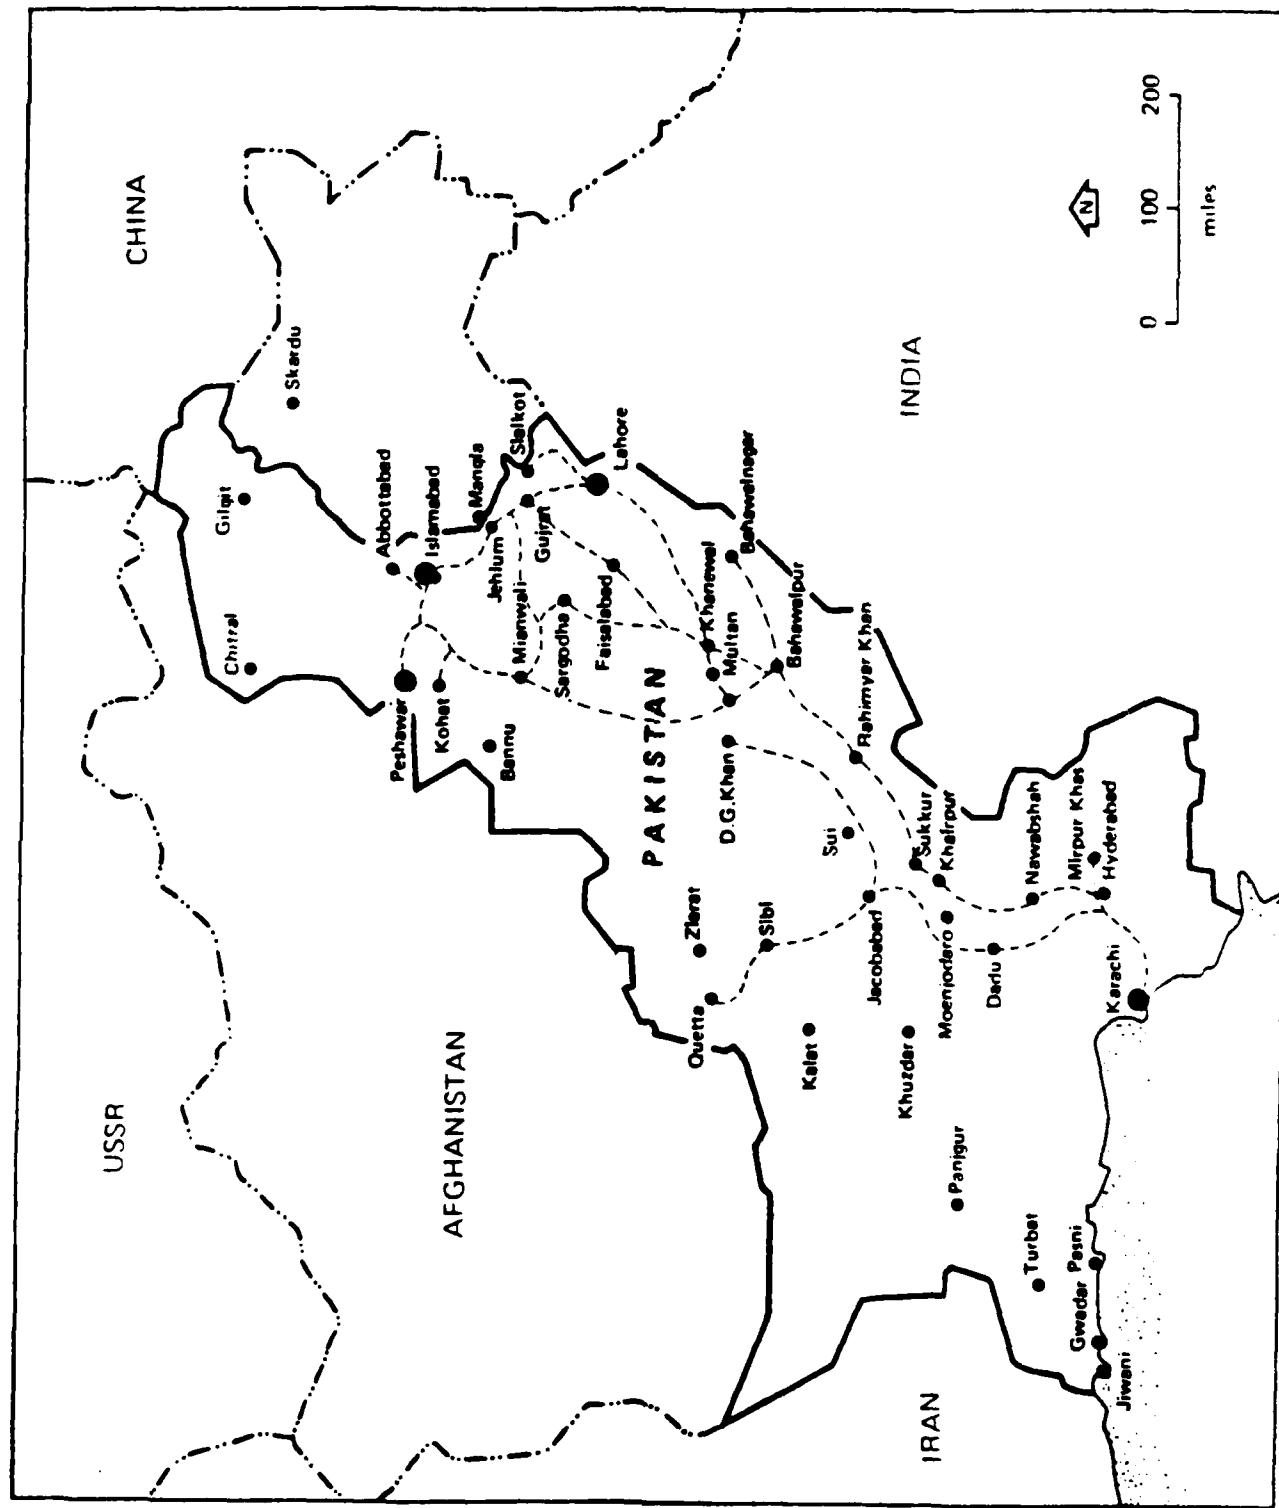 USSR
CHINA
AFGHANISTAN
IRAN
INDIA
PAKISTAN
Gilgit
Skardu
Chitral
Abbottabad
Islamabad
Peshawar
Kohat
Mangla
Jehlum
Sialkot
Gujrat
Bannu
Mianwali
Sargodha
Lahore
Faisalabad
Khanewal
Multan
D.G.Khan
Bahawalnagar
Bahawalpur
Ziarat
Quetta
Sibi
Kalat
Sui
Rahimyar Khan
Jacobabad
Khuzdar
Sukkur
Khairpur
Moenjodaro
Panjgur
Dadu
Nawabshah
Turbat
Mirpur Khas
Hyderabad
Karachi
Pasni
Gwadar
Jiwani
N
0 100 200
miles